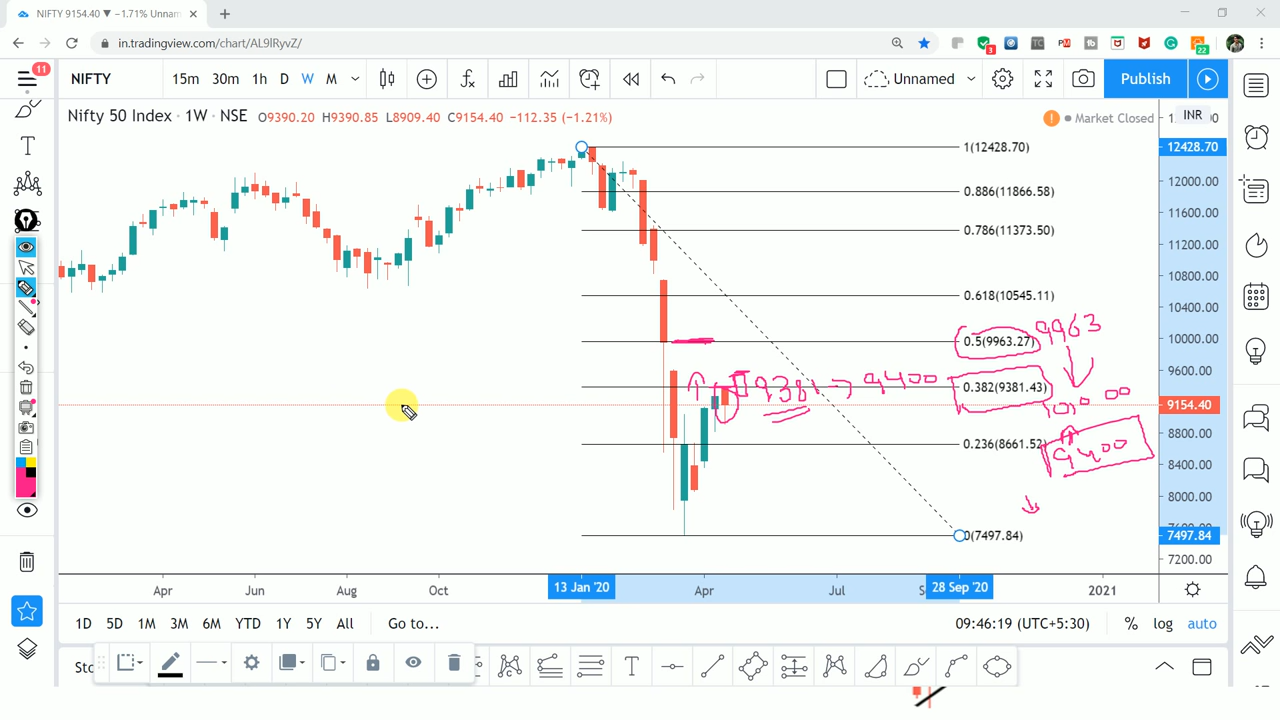 NIFTY 9154.40 ▼ −1.71% Unnam
in.tradingview.com/chart/AL9lRyvZ/
3
TC
PM
22
11
NIFTY
15m 30m 1h D W M
Unnamed
Publish
Nifty 50 Index · 1W · NSE O9390.20 H9390.85 L8909.40 C9154.40 −112.35 (−1.21%)
Market Closed
INR
1(12428.70)
12428.70
0.886(11866.58)
12000.00
11600.00
0.786(11373.50)
11200.00
10800.00
0.618(10545.11)
10400.00
0.5(9963.27)
9963
10000.00
9600.00
9381 → 9400
0.382(9381.43)
9154.40
8800.00
0.236(8661.52)
9400
8400.00
8000.00
0(7497.84)
7497.84
7200.00
Apr Jun Aug Oct 13 Jan '20 Apr Jul 28 Sep '20 2021
1D 5D 1M 3M 6M YTD 1Y 5Y All Go to...
09:46:19 (UTC+5:30) % log auto